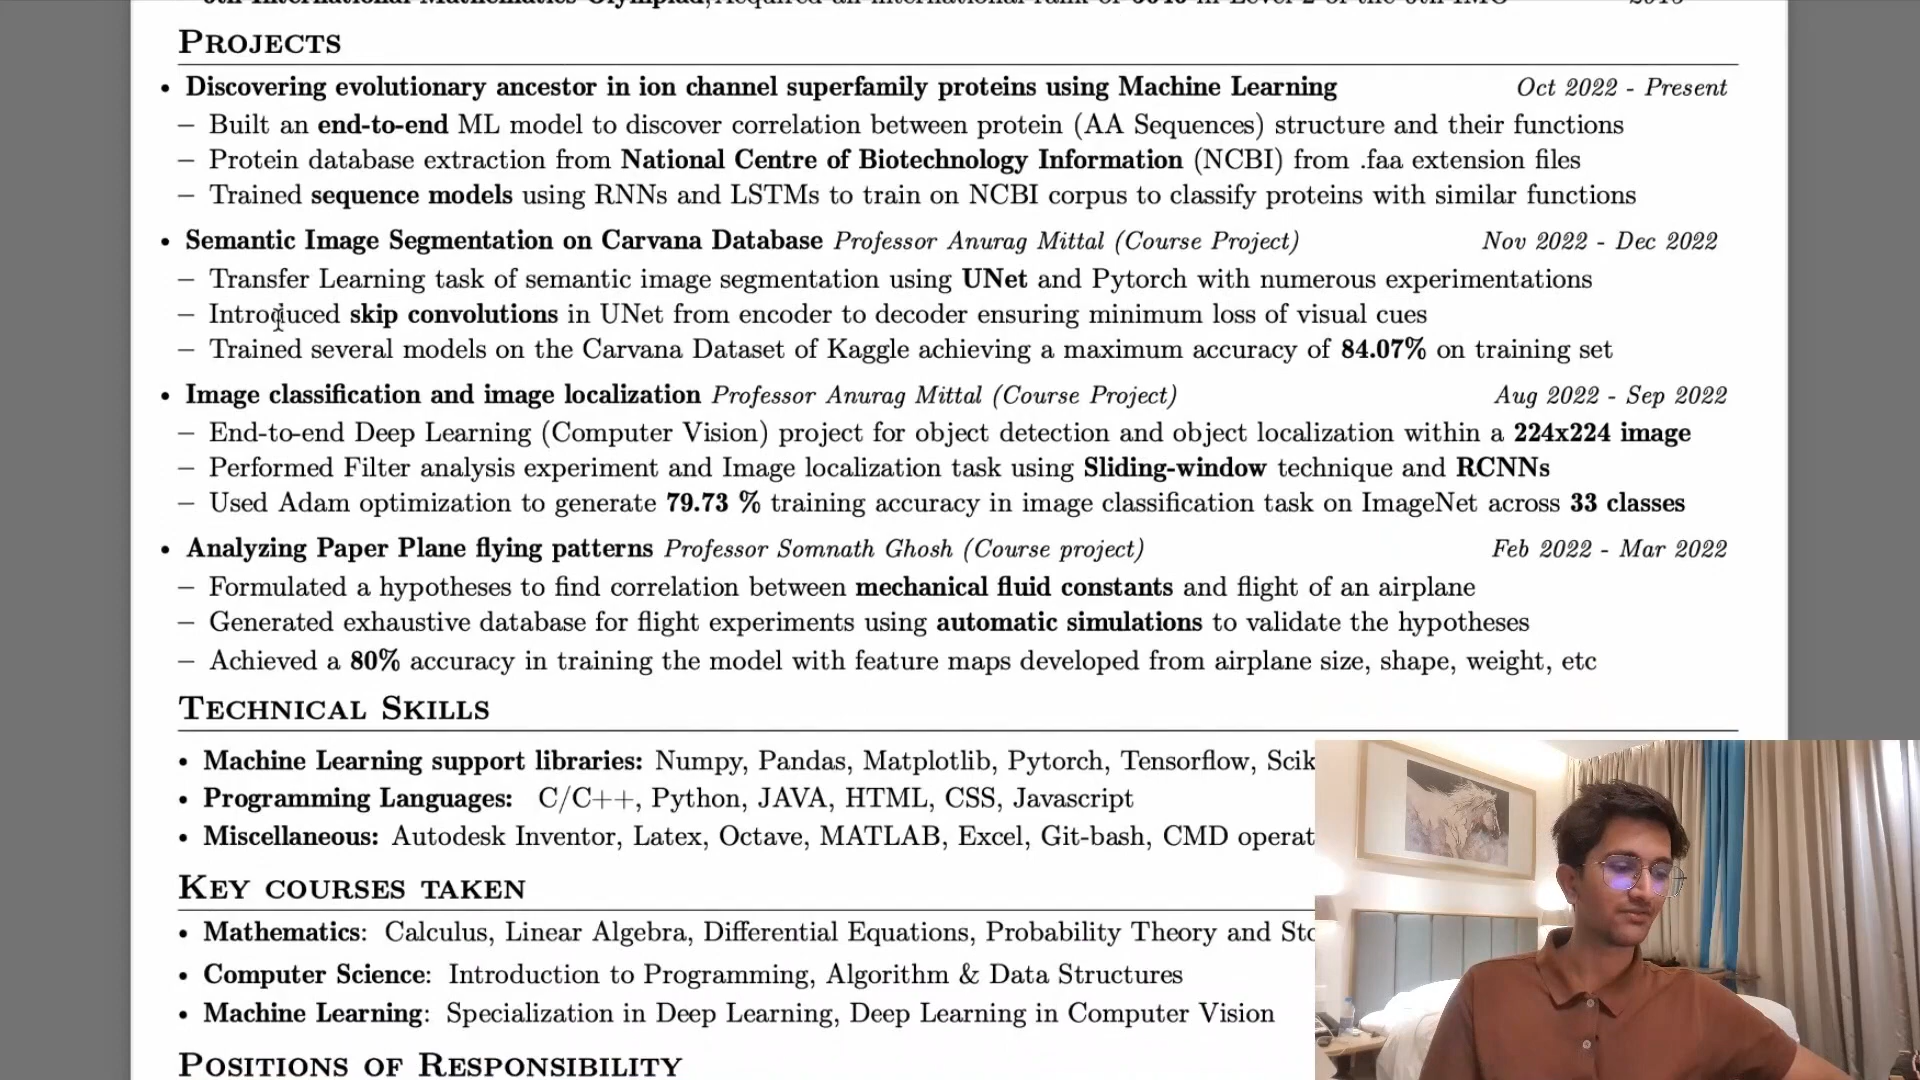 PROJECTS
• Discovering evolutionary ancestor in ion channel superfamily proteins using Machine Learning Oct 2022 - Present
– Built an end-to-end ML model to discover correlation between protein (AA Sequences) structure and their functions
– Protein database extraction from National Centre of Biotechnology Information (NCBI) from .faa extension files
– Trained sequence models using RNNs and LSTMs to train on NCBI corpus to classify proteins with similar functions
• Semantic Image Segmentation on Carvana Database Professor Anurag Mittal (Course Project) Nov 2022 - Dec 2022
– Transfer Learning task of semantic image segmentation using UNet and Pytorch with numerous experimentations
– Introduced skip convolutions in UNet from encoder to decoder ensuring minimum loss of visual cues
– Trained several models on the Carvana Dataset of Kaggle achieving a maximum accuracy of 84.07% on training set
• Image classification and image localization Professor Anurag Mittal (Course Project) Aug 2022 - Sep 2022
– End-to-end Deep Learning (Computer Vision) project for object detection and object localization within a 224x224 image
– Performed Filter analysis experiment and Image localization task using Sliding-window technique and RCNNs
– Used Adam optimization to generate 79.73 % training accuracy in image classification task on ImageNet across 33 classes
• Analyzing Paper Plane flying patterns Professor Somnath Ghosh (Course project) Feb 2022 - Mar 2022
– Formulated a hypotheses to find correlation between mechanical fluid constants and flight of an airplane
– Generated exhaustive database for flight experiments using automatic simulations to validate the hypotheses
– Achieved a 80% accuracy in training the model with feature maps developed from airplane size, shape, weight, etc
TECHNICAL SKILLS
• Machine Learning support libraries: Numpy, Pandas, Matplotlib, Pytorch, Tensorflow, Scik
• Programming Languages: C/C++, Python, JAVA, HTML, CSS, Javascript
• Miscellaneous: Autodesk Inventor, Latex, Octave, MATLAB, Excel, Git-bash, CMD operat
KEY COURSES TAKEN
• Mathematics: Calculus, Linear Algebra, Differential Equations, Probability Theory and Sto
• Computer Science: Introduction to Programming, Algorithm & Data Structures
• Machine Learning: Specialization in Deep Learning, Deep Learning in Computer Vision
POSITIONS OF RESPONSIBILITY